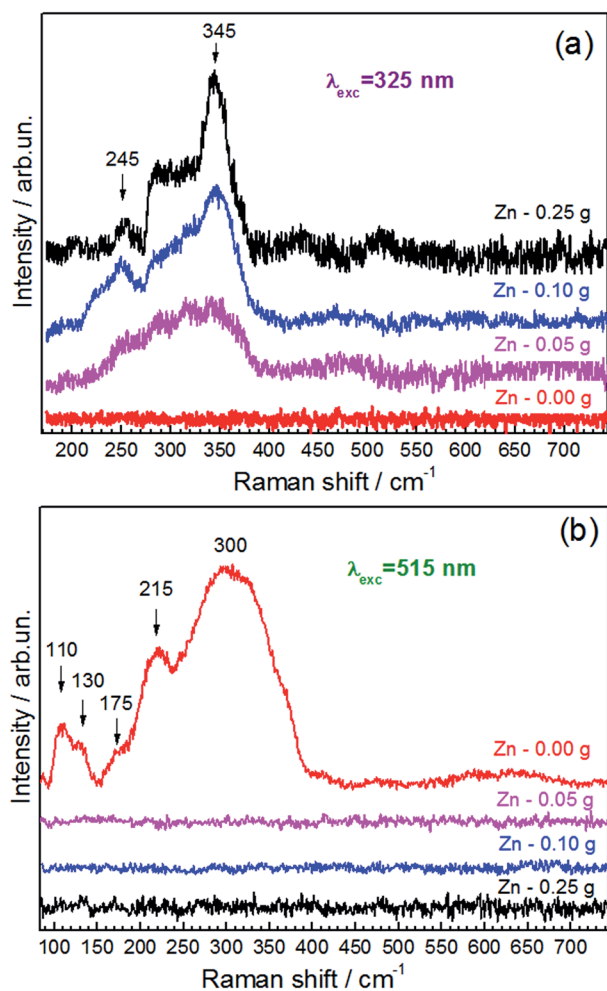 345
(a)
λexc=325 nm
245
Zn - 0.25 g
Zn - 0.10 g
Zn - 0.05 g
Zn - 0.00 g
Intensity / arb.un.
200 250 300 350 400 450 500 550 600 650 700
Raman shift / cm-1
(b)
300
λexc=515 nm
215
110
130
175
Zn - 0.00 g
Zn - 0.05 g
Zn - 0.10 g
Zn - 0.25 g
Intensity / arb.un.
100 150 200 250 300 350 400 450 500 550 600 650 700
Raman shift / cm-1